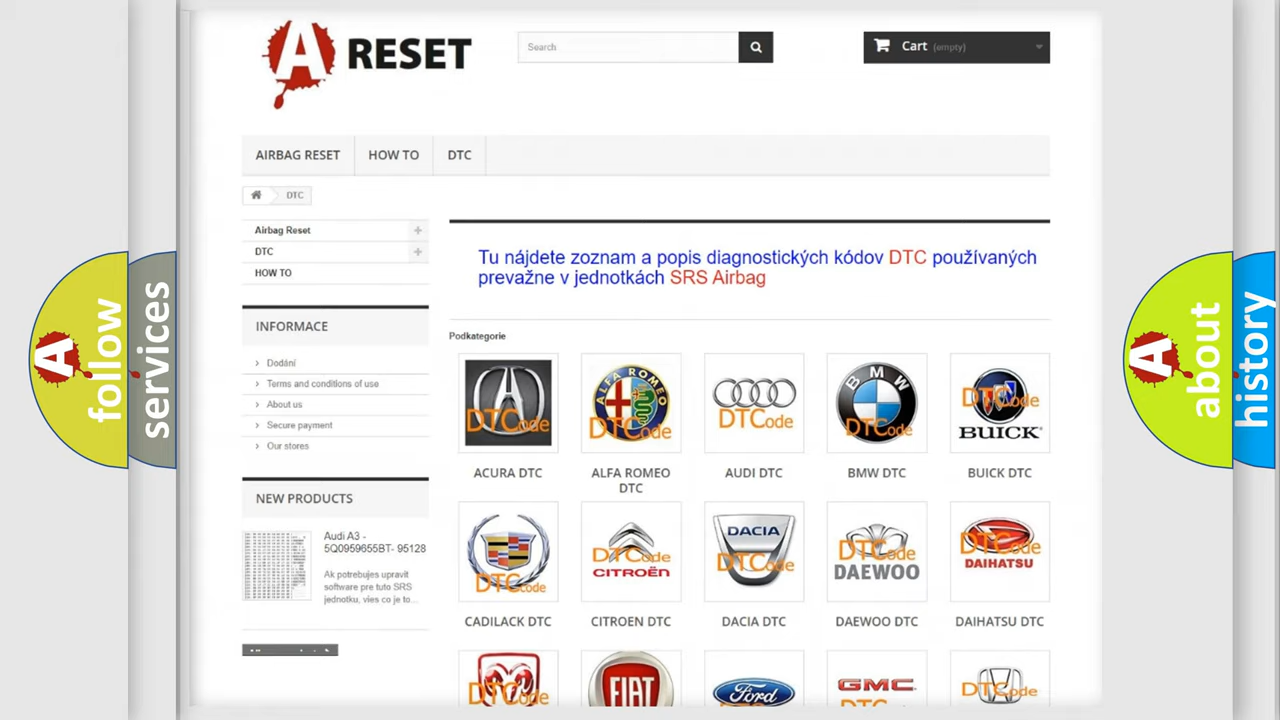 A RESET
Search
Cart (empty)
AIRBAG RESET
HOW TO
DTC
DTC
Airbag Reset
DTC
HOW TO
Tu nájdete zoznam a popis diagnostických kódov DTC používaných
prevažne v jednotkách SRS Airbag
INFORMACE
Dodání
Terms and conditions of use
About us
Secure payment
Our stores
Podkategorie
DTCode
ALFA ROMEO
DTCode
DTCode
BMW
DTCode
DTCode
BUICK
ACURA DTC
ALFA ROMEO
DTC
AUDI DTC
BMW DTC
BUICK DTC
NEW PRODUCTS
Audi A3 -
5Q0959655BT- 95128
Ak potrebujes upravit
software pre tuto SRS
jednotku, vies co je to...
DTCode
DTCode
CITROËN
DACIA
DTCode
DTCode
DAEWOO
DTCode
DAIHATSU
CADILACK DTC
CITROEN DTC
DACIA DTC
DAEWOO DTC
DAIHATSU DTC
DTCode
FIAT
Ford
GMC
DTCode
A follow
services
A about
history